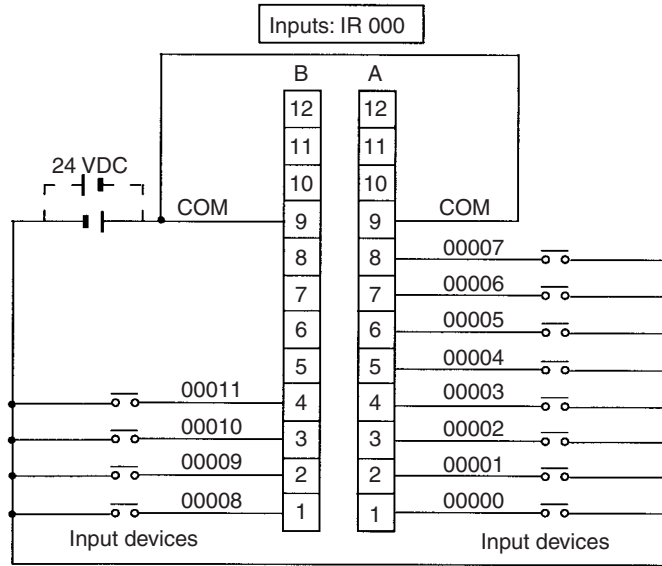 Inputs: IR 000
B A
12 12
11 11
24 VDC
10 10
COM 9 9 COM
8 8 00007
7 7 00006
6 6 00005
5 5 00004
00011 4 4 00003
00010 3 3 00002
00009 2 2 00001
00008 1 1 00000
Input devices Input devices